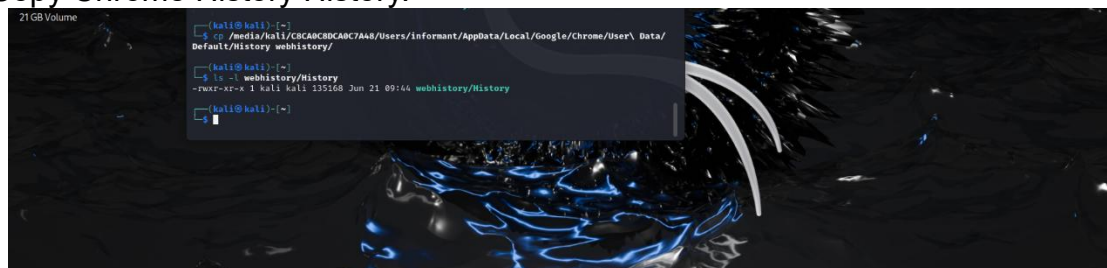 Copy Chrome History History:
21 GB Volume
┌──(kali㉿kali)-[~]
└─$ cp /media/kali/C8CA0C8DCA0C7A48/Users/informant/AppData/Local/Google/Chrome/User\ Data/
Default/History webhistory/
┌──(kali㉿kali)-[~]
└─$ ls -l webhistory/History
-rwxr-xr-x 1 kali kali 135168 Jun 21 09:44 webhistory/History
┌──(kali㉿kali)-[~]
└─$